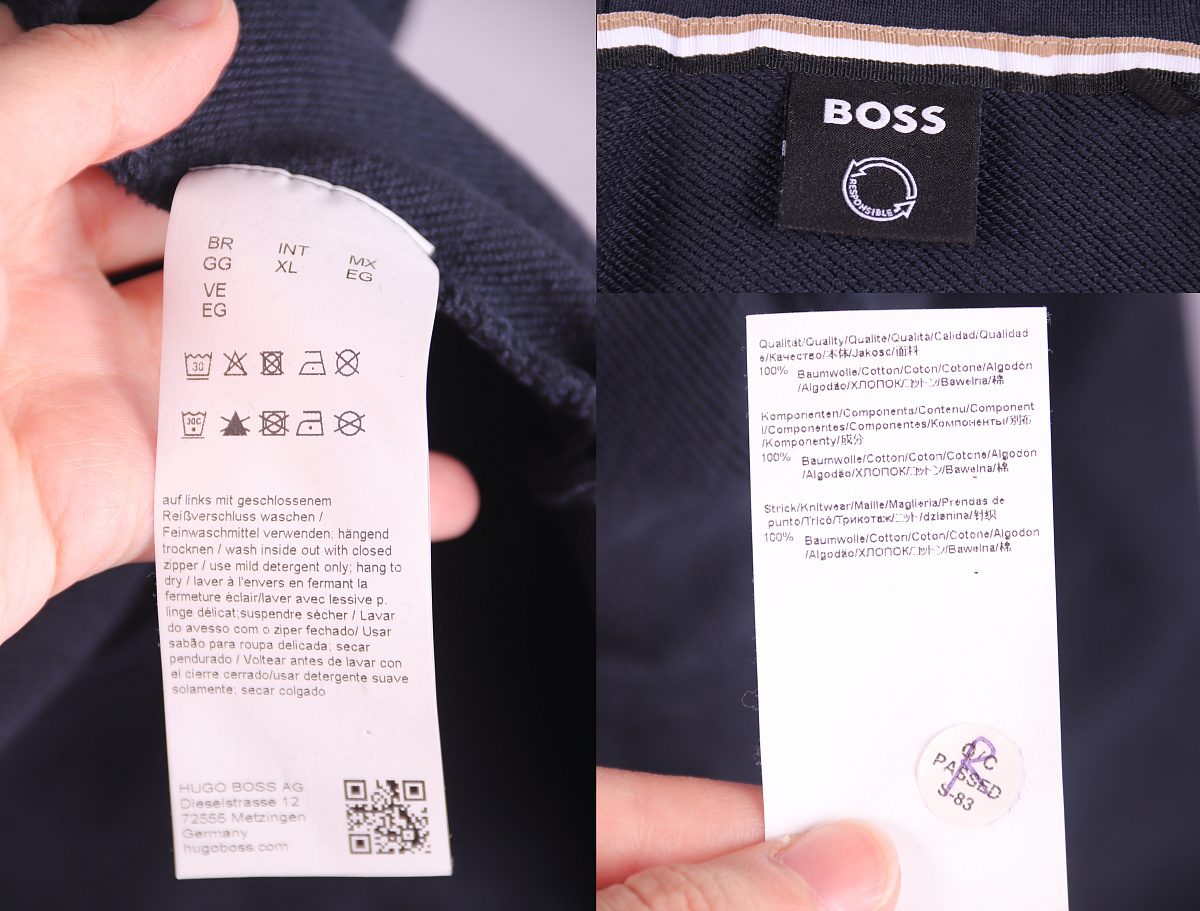 BR
GG
INT
XL
MX
EG
VE
EG
30
30C
auf links mit geschlossenem
Reißverschluss waschen /
Feinwaschmittel verwenden; hängend
trocknen / wash inside out with closed
zipper / use mild detergent only; hang to
dry / laver à l'envers en fermant la
fermeture éclair/laver avec lessive p.
linge délicat;suspendre sécher / Lavar
do avesso com o ziper fechado/ Usar
sabão para roupa delicada; secar
pendurado / Voltear antes de lavar con
el cierre cerrado/usar detergente suave
solamente; secar colgado
HUGO BOSS AG
Dieselstrasse 12
72555 Metzingen
Germany
hugoboss.com
BOSS
RESPONSIBLE
Qualität/Quality/Qualité/Qualità/Calidad/Qualidad
e/Качество/本体/Jakosc/面料
100% Baumwolle/Cotton/Coton/Cotone/Algodón
/Algodão/ХЛОПОК/コットン/Bawelna/棉
Komponenten/Components/Contenu/Component
i/Componentes/Componentes/Компоненты/別布
/Komponenty/成分
100% Baumwolle/Cotton/Coton/Cotone/Algodon
/Algodão/ХЛОПОК/コットン/Bawelna/棉
Strick/Knitwear/Maille/Maglieria/Prendas de
punto/Tricô/Трикотаж/ニット/dzianina/针织
100% Baumwolle/Cotton/Coton/Cotone/Algodon
/Algodão/ХЛОПОК/コットン/Bawelna/棉
Q/C
PASSED
S-83